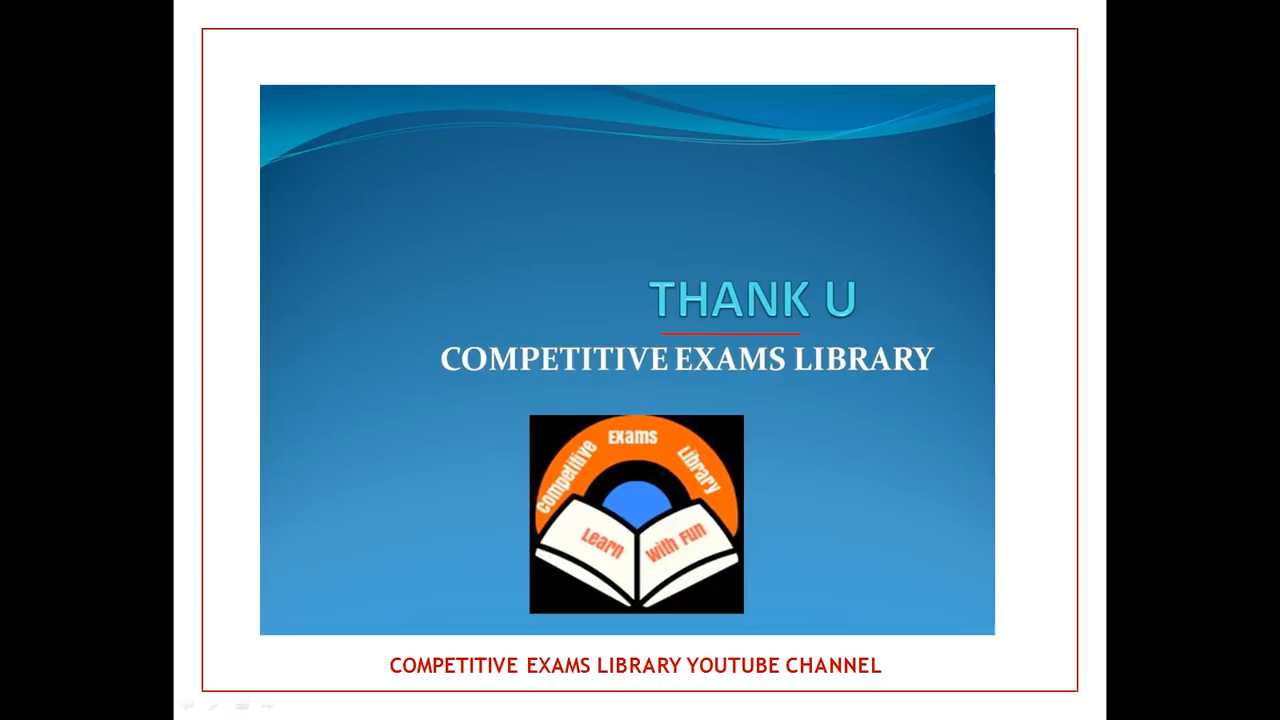 THANK U
COMPETITIVE EXAMS LIBRARY
Competitive Exams Library
Learn with Fun
COMPETITIVE EXAMS LIBRARY YOUTUBE CHANNEL